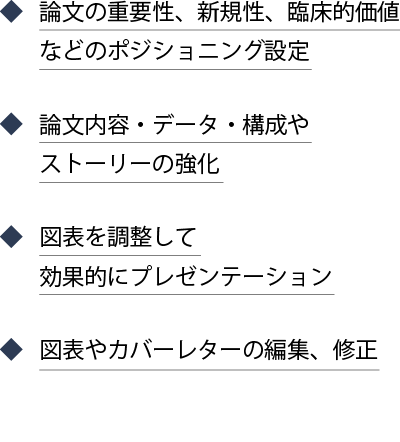 論文の重要性、新規性、臨床的価値
などのポジショニング設定
論文内容・データ・構成や
ストーリーの強化
図表を調整して
効果的にプレゼンテーション
図表やカバーレターの編集、修正